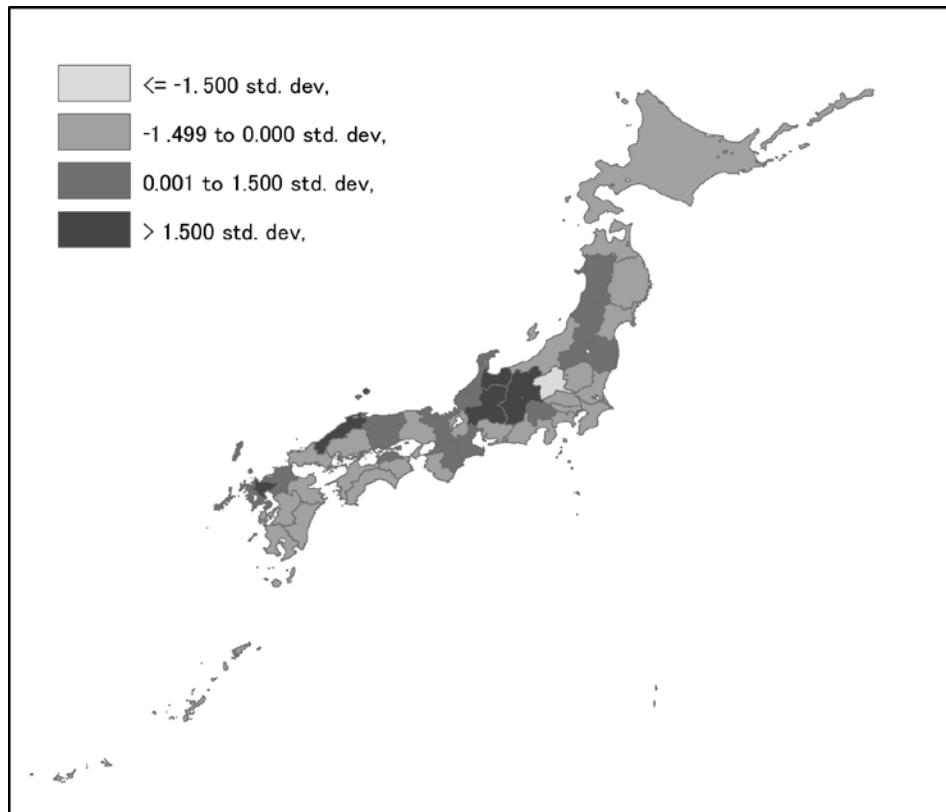 <= -1.500 std. dev,
-1.499 to 0.000 std. dev,
0.001 to 1.500 std. dev,
> 1.500 std. dev,